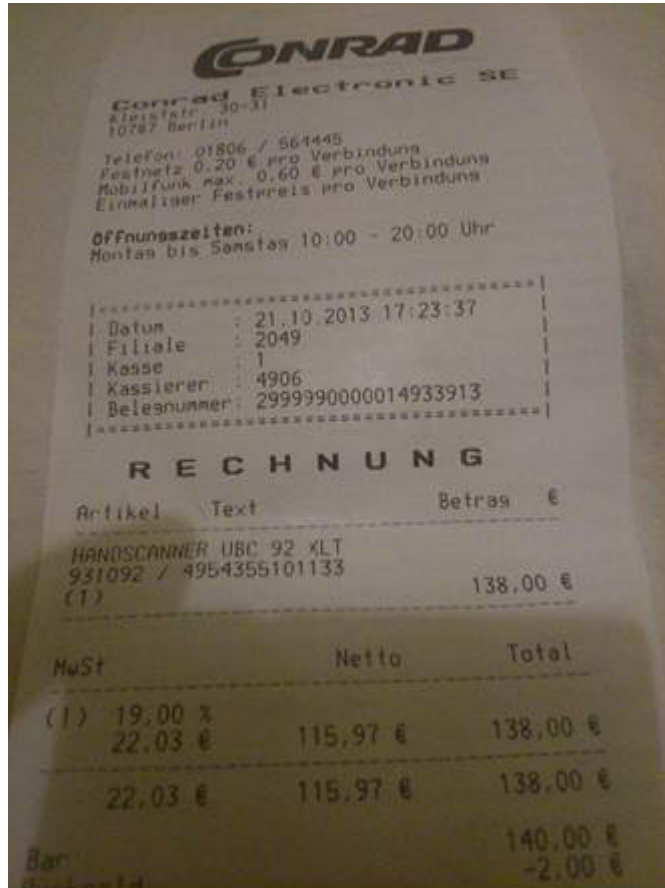 CONRAD
Conrad Electronic SE
Kleiststr. 30-31
10787 Berlin
Telefon: 01806 / 564445
Festnetz 0.20 € pro Verbindung
Mobilfunk max. 0,60 € pro Verbindung
Einmaliger Festpreis pro Verbindung
Öffnungszeiten:
Montag bis Samstag 10:00 - 20:00 Uhr
Datum : 21.10.2013 17:23:37
Filiale : 2049
Kasse : 1
Kassierer : 4906
Belegnummer: 2999990000014933913
RECHNUNG
Artikel Text Betrag €
HANDSCANNER UBC 92 XLT
931092 / 4954355101133
(1) 138,00 €
MwSt Netto Total
(1) 19,00 %
22,03 € 115,97 € 138,00 €
22,03 € 115,97 € 138,00 €
Bar 140,00 €
-2,00 €